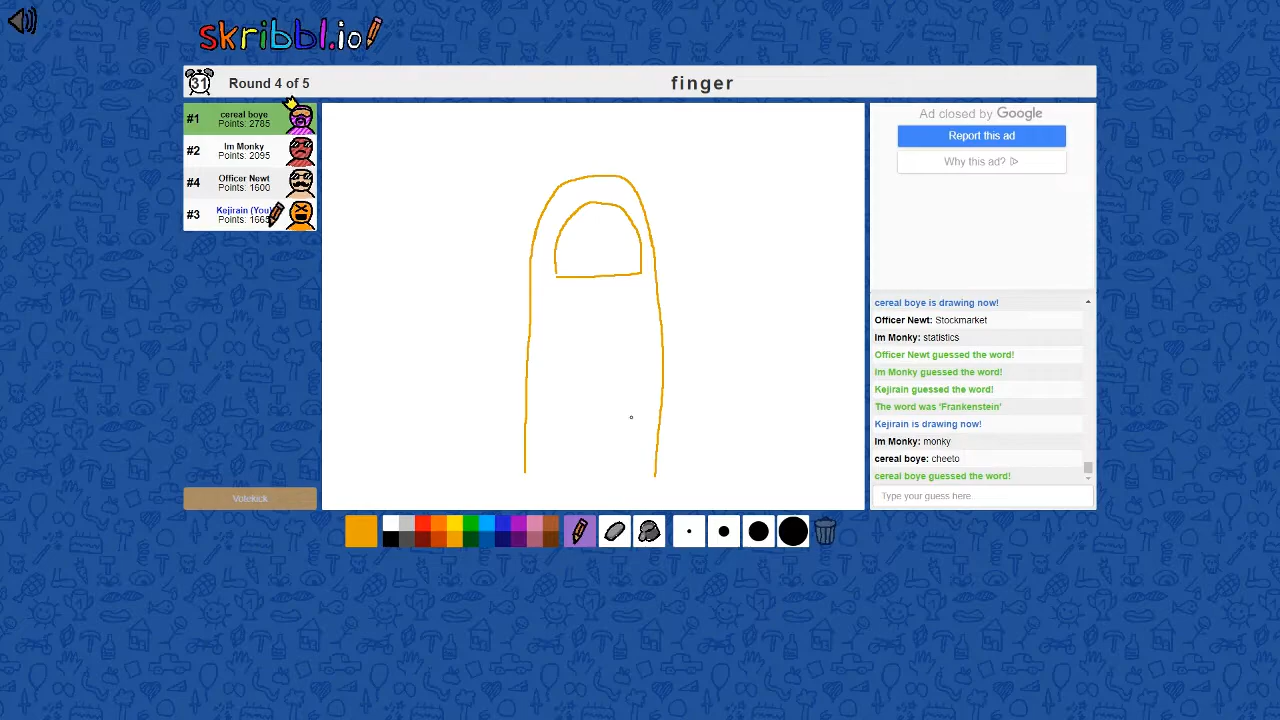 skribbl.io
31
Round 4 of 5
finger
#1
cereal boye
Points: 2785
#2
Im Monky
Points: 2095
#4
Officer Newt
Points: 1600
#3
Kejirain (You)
Points: 1665
Votekick
Ad closed by Google
Report this ad
Why this ad?
cereal boye is drawing now!
Officer Newt: Stockmarket
Im Monky: statistics
Officer Newt guessed the word!
Im Monky guessed the word!
Kejirain guessed the word!
The word was 'Frankenstein'
Kejirain is drawing now!
Im Monky: monky
cereal boye: cheeto
cereal boye guessed the word!
Type your guess here.